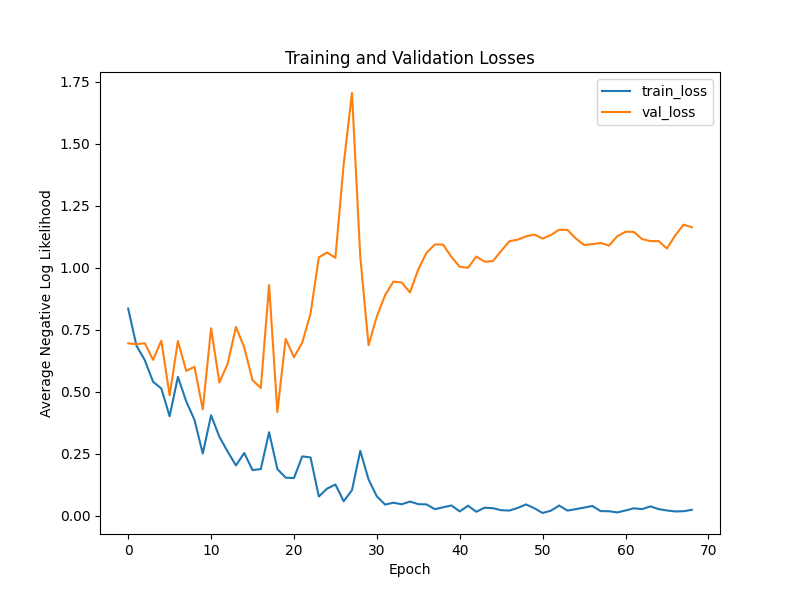 Training and Validation Losses
train_loss
val_loss
1.75
1.50
1.25
1.00
0.75
0.50
0.25
0.00
Average Negative Log Likelihood
0 10 20 30 40 50 60 70
Epoch